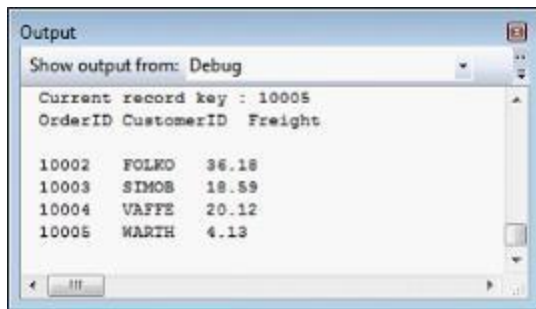 Output
Show output from: Debug
Current record key : 10005
OrderID CustomerID Freight
10002 FOLKO 36.18
10003 SIMOB 18.59
10004 VAFFE 20.12
10005 WARTH 4.13